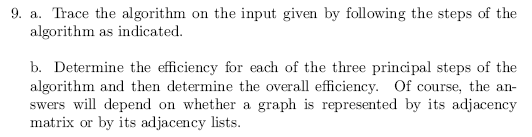 9. a. Trace the algorithm on the input given by following the steps of the
algorithm as indicated.
b. Determine the efficiency for each of the three principal steps of the
algorithm and then determine the overall efficiency. Of course, the an-
swers will depend on whether a graph is represented by its adjacency
matrix or by its adjacency lists.